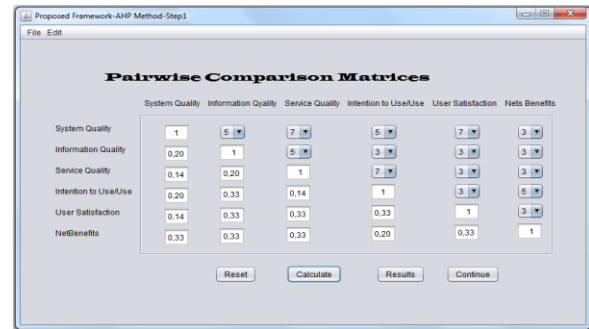 Proposed Framework-AHP Method-Step1
File Edit
Pairwise Comparison Matrices
System Quality Information Qyality Service Quality Intention to Use/Use User Satisfaction Nets Benefits
System Quality 1 5 7 5 7 3
Information Quality 0,20 1 5 3 3 3
Service Quality 0,14 0,20 1 7 3 3
Intention to Use/Use 0,20 0,33 0,14 1 3 5
User Satisfaction 0,14 0,33 0,33 0,33 1 3
NetBenefits 0,33 0,33 0,33 0,20 0,33 1
Reset Calculate Results Continue